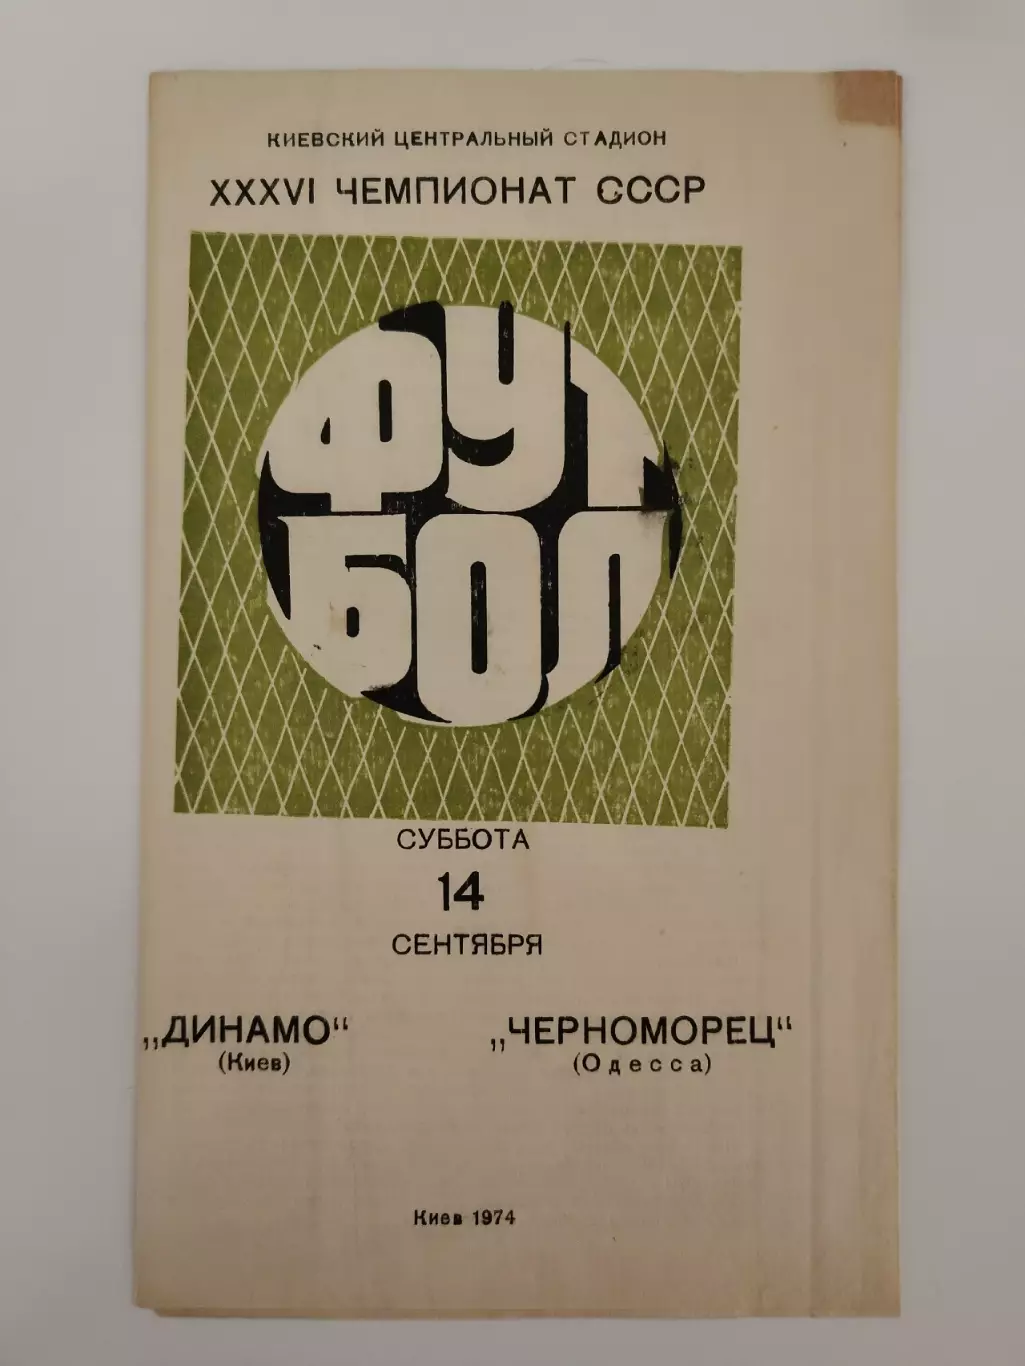 КИЕВСКИЙ ЦЕНТРАЛЬНЫЙ СТАДИОН
XXXVI ЧЕМПИОНАТ СССР
ФУТ
БОЛ
СУББОТА
14
СЕНТЯБРЯ
„ДИНАМО“ „ЧЕРНОМОРЕЦ“
(Киев) (Одесса)
Киев 1974